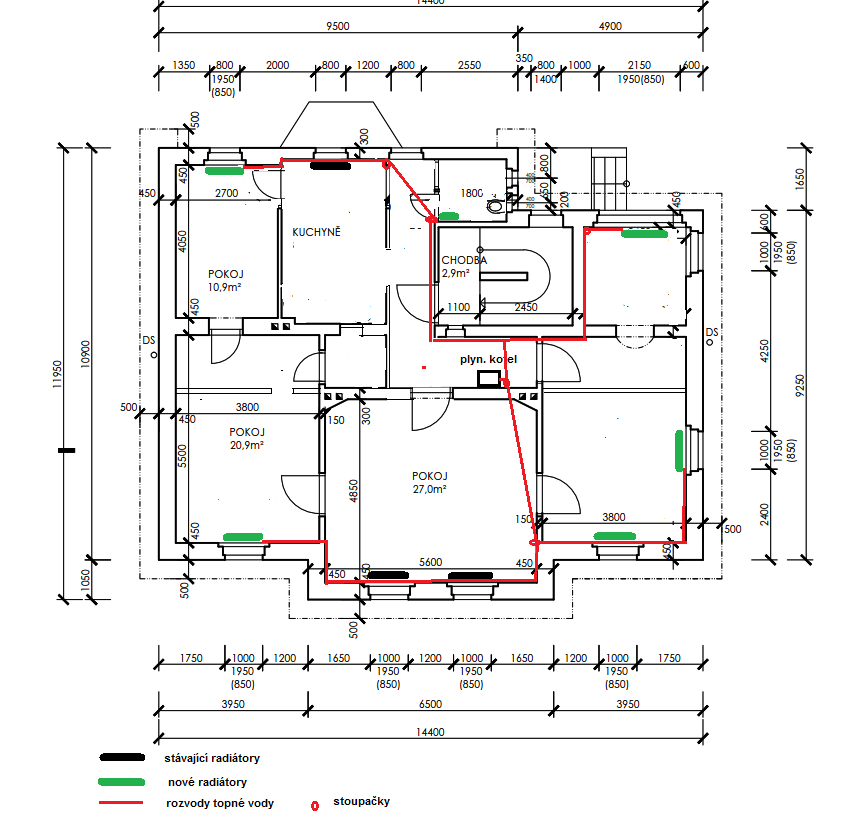 14400
9500 4900
1350 800 2000 800 1200 800 2550 350 800 1000 2150 600
1950 1400 1950(850)
(850)
500
300
450 2700 450 1800 800 450 200 450 1650
KUCHYNĚ
600
1000 1950 (850)
4050
CHODBA
2,9m²
POKOJ
10,9m²
450
1100 2450
DS DS
plyn. kotel
11950 10900 4250 9250
500 3800 450 150 300
POKOJ
20,9m²
5500
1000 1950 (850)
POKOJ
27,0m²
4850
2400
150 3800 500
450
5600 450
450 450 450
1050 500
500
1750 1000 1200 1650 1000 1200 1000 1650 1200 1000 1750
1950 1950 1950 1950
(850) (850) (850) (850)
3950 6500 3950
14400
stávající radiátory
nové radiátory
rozvody topné vody stoupačky